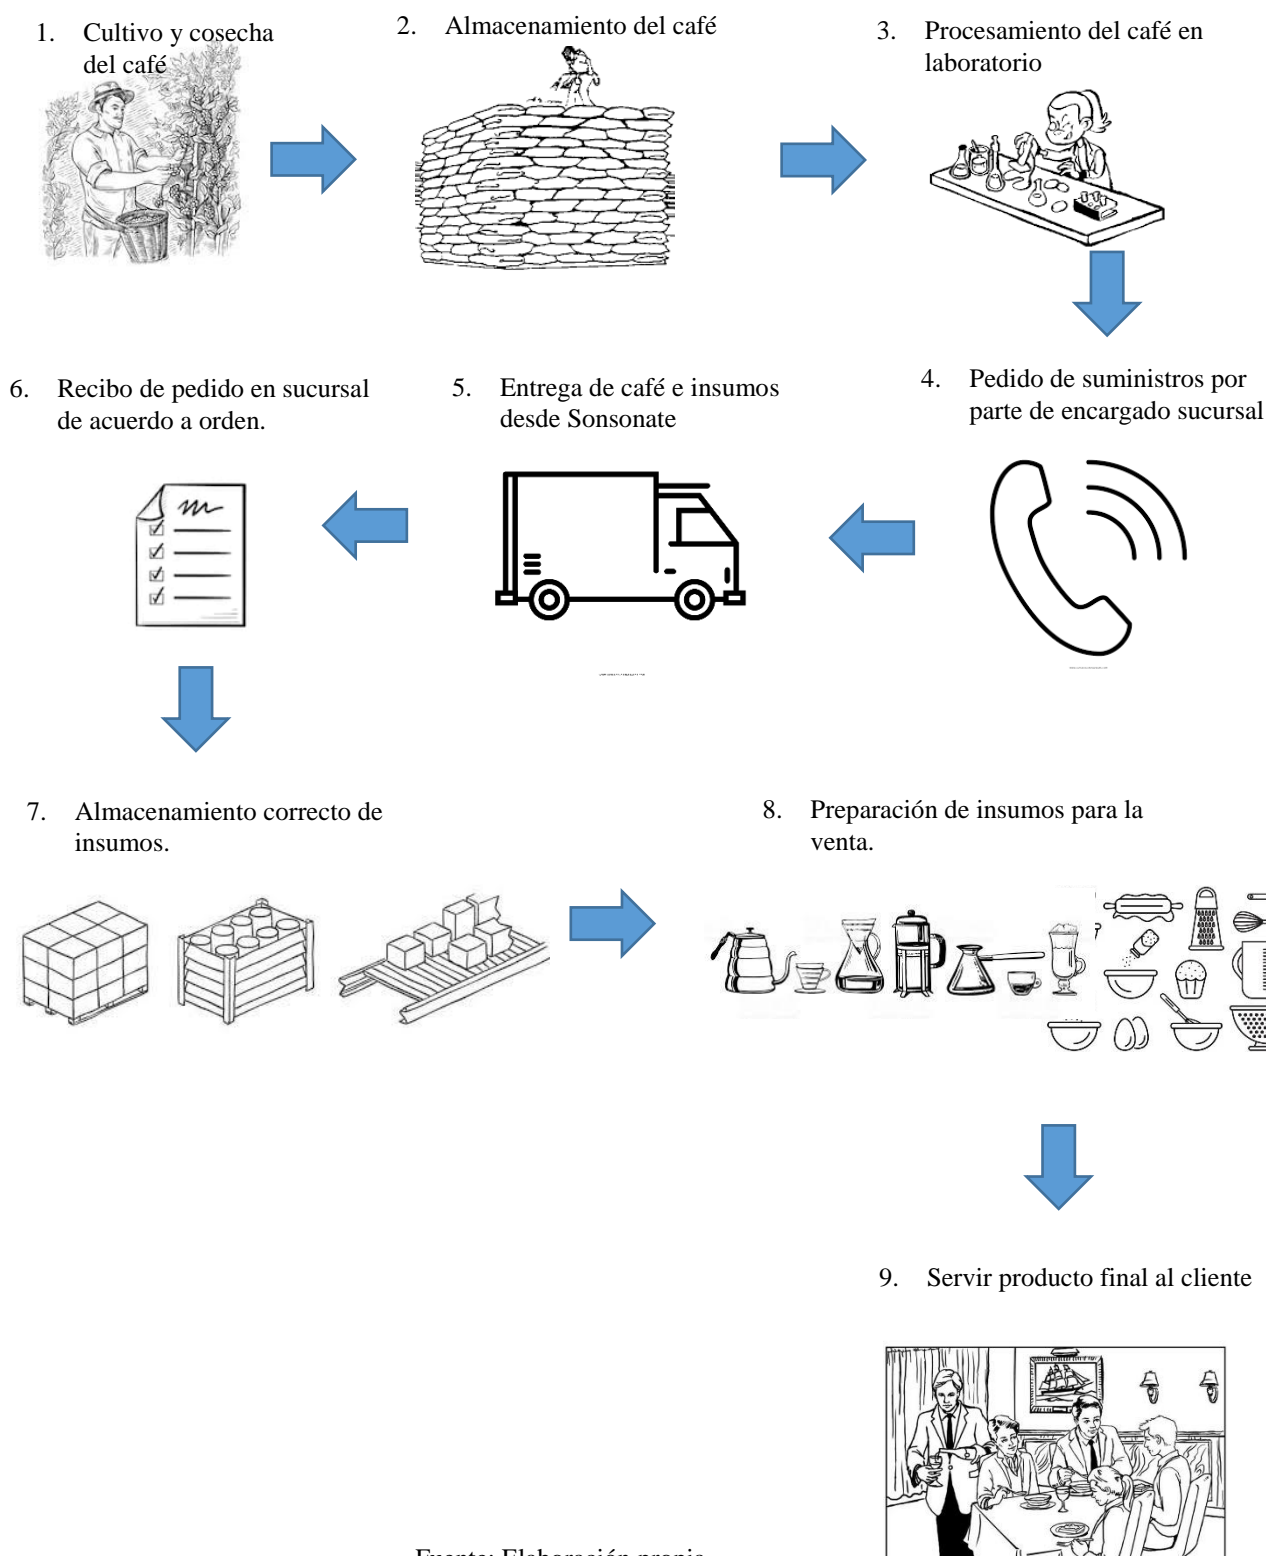 1. Cultivo y cosecha
del café
2. Almacenamiento del café
3. Procesamiento del café en
laboratorio
4. Pedido de suministros por
parte de encargado sucursal
5. Entrega de café e insumos
desde Sonsonate
6. Recibo de pedido en sucursal
de acuerdo a orden.
7. Almacenamiento correcto de
insumos.
8. Preparación de insumos para la
venta.
9. Servir producto final al cliente
Fuente: Elaboración propia